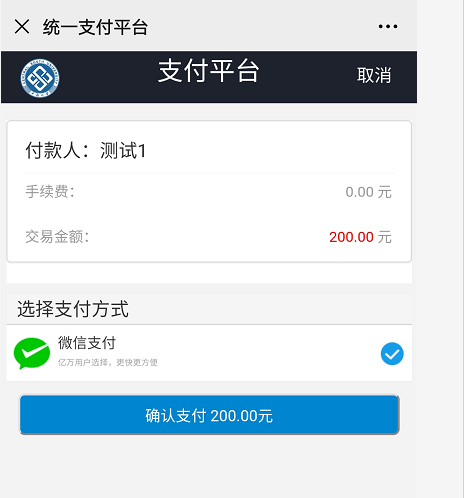 统一支付平台
支付平台
取消
付款人：测试1
手续费： 0.00 元
交易金额： 200.00 元
选择支付方式
微信支付
亿万用户选择，更快更方便
确认支付 200.00元